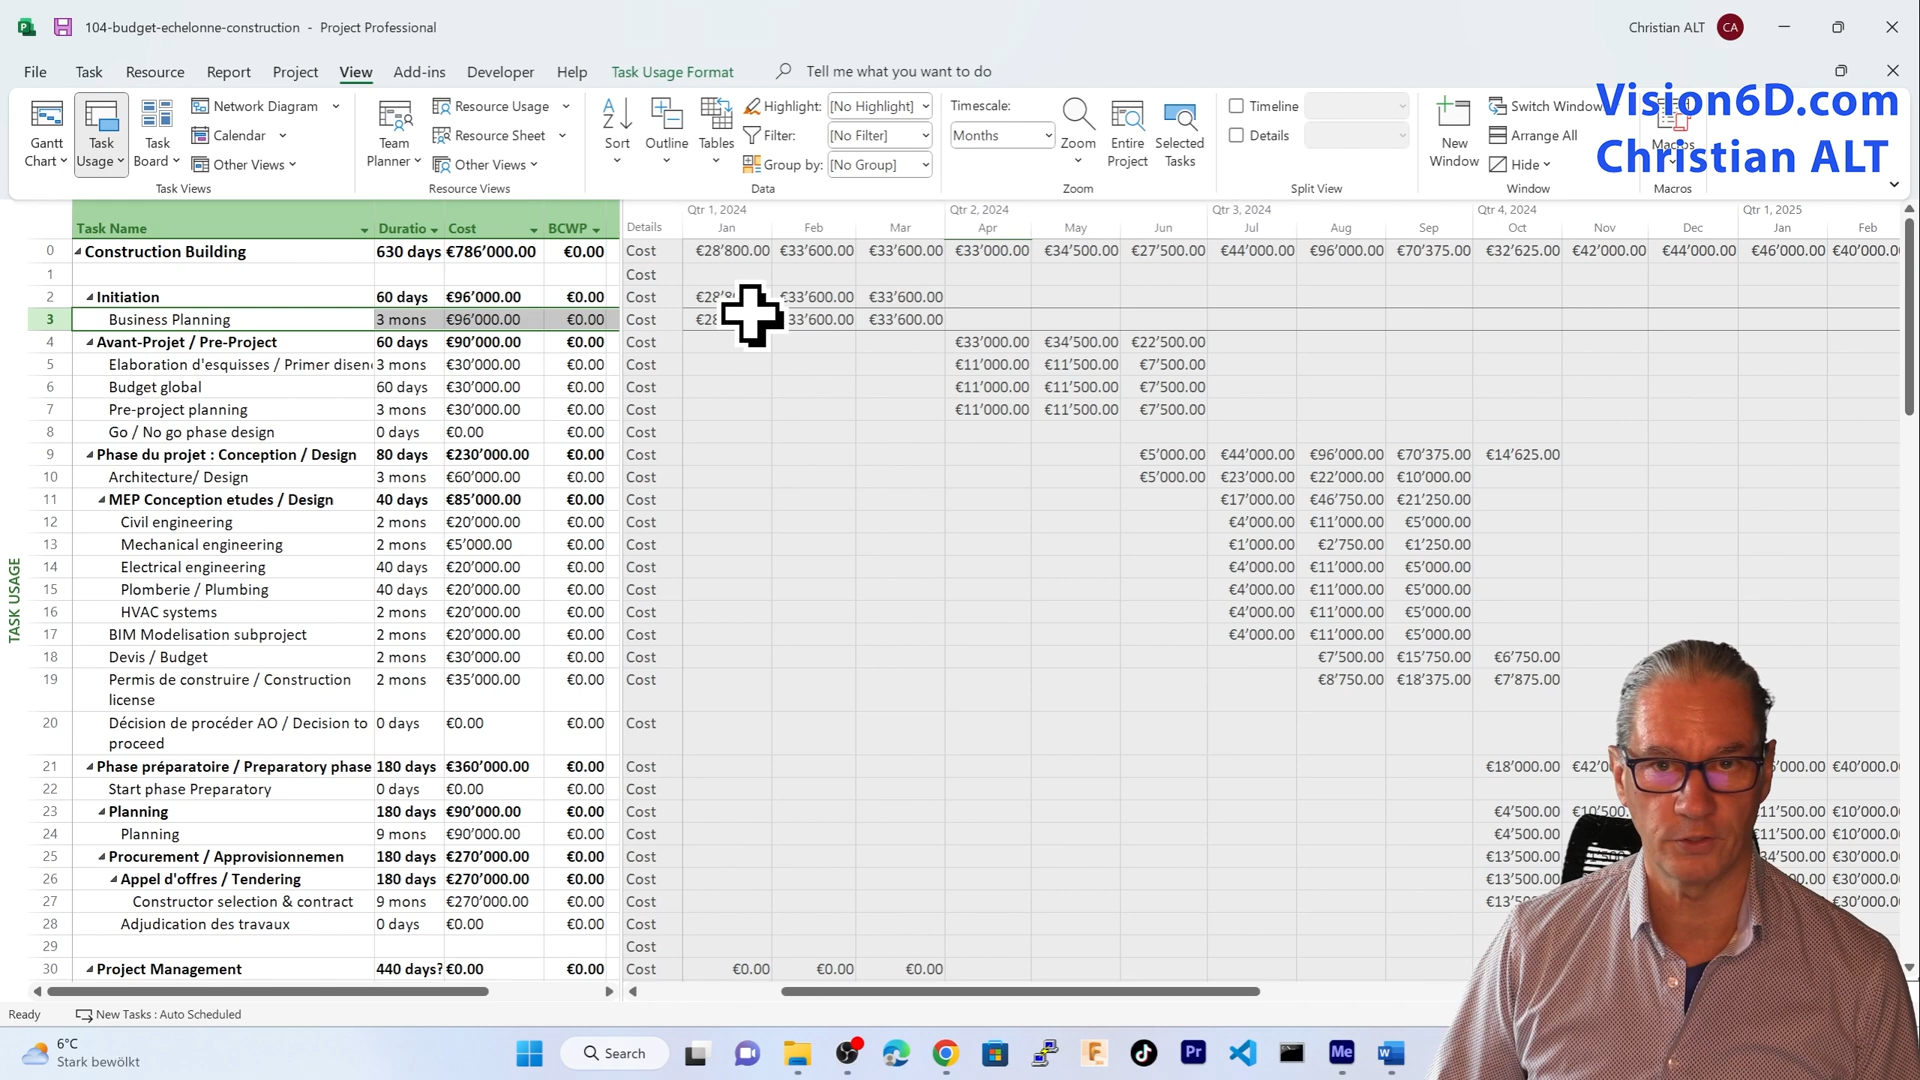 104-budget-echelonne-construction - Project Professional
Christian ALT
CA
File Task Resource Report Project View Add-ins Developer Help Task Usage Format Tell me what you want to do
Vision6D.com
Christian ALT
Gantt Chart
Task Usage
Task Board
Network Diagram
Calendar
Other Views
Task Views
Team Planner
Resource Usage
Resource Sheet
Other Views
Resource Views
Sort
Outline
Tables
Highlight: [No Highlight]
Filter: [No Filter]
Group by: [No Group]
Data
Timescale:
Months
Zoom
Entire Project
Selected Tasks
Zoom
Timeline
Details
Split View
New Window
Switch Window
Arrange All
Hide
Window
Macros
Macros
Qtr 1, 2024 Qtr 2, 2024 Qtr 3, 2024 Qtr 4, 2024 Qtr 1, 2025
Task Name Duratio Cost BCWP Details Jan Feb Mar Apr May Jun Jul Aug Sep Oct Nov Dec Jan Feb
0 Construction Building 630 days €786’000.00 €0.00 Cost €28’800.00 €33’600.00 €33’600.00 €33’000.00 €34’500.00 €27’500.00 €44’000.00 €96’000.00 €70’375.00 €32’625.00 €42’000.00 €44’000.00 €46’000.00 €40’000.0
1 Cost
2 Initiation 60 days €96’000.00 €0.00 Cost €33’600.00 €33’600.00
3 Business Planning 3 mons €96’000.00 €0.00 Cost €33’600.00
4 Avant-Projet / Pre-Project 60 days €90’000.00 €0.00 Cost €33’000.00 €34’500.00 €22’500.00
5 Elaboration d'esquisses / Primer disen 3 mons €30’000.00 €0.00 Cost €11’000.00 €11’500.00 €7’500.00
6 Budget global 60 days €30’000.00 €0.00 Cost €11’000.00 €11’500.00 €7’500.00
7 Pre-project planning 3 mons €30’000.00 €0.00 Cost €11’000.00 €11’500.00 €7’500.00
8 Go / No go phase design 0 days €0.00 €0.00 Cost
9 Phase du projet : Conception / Design 80 days €230’000.00 €0.00 Cost €5’000.00 €44’000.00 €96’000.00 €70’375.00 €14’625.00
10 Architecture/ Design 3 mons €60’000.00 €0.00 Cost €5’000.00 €23’000.00 €22’000.00 €10’000.00
11 MEP Conception etudes / Design 40 days €85’000.00 €0.00 Cost €17’000.00 €46’750.00 €21’250.00
12 Civil engineering 2 mons €20’000.00 €0.00 Cost €4’000.00 €11’000.00 €5’000.00
13 Mechanical engineering 2 mons €5’000.00 €0.00 Cost €1’000.00 €2’750.00 €1’250.00
14 Electrical engineering 40 days €20’000.00 €0.00 Cost €4’000.00 €11’000.00 €5’000.00
15 Plomberie / Plumbing 40 days €20’000.00 €0.00 Cost €4’000.00 €11’000.00 €5’000.00
16 HVAC systems 2 mons €20’000.00 €0.00 Cost €4’000.00 €11’000.00 €5’000.00
17 BIM Modelisation subproject 2 mons €20’000.00 €0.00 Cost €4’000.00 €11’000.00 €5’000.00
18 Devis / Budget 2 mons €30’000.00 €0.00 Cost €7’500.00 €15’750.00 €6’750.00
19 Permis de construire / Construction 2 mons €35’000.00 €0.00 Cost €8’750.00 €18’375.00 €7’875.00
license
20 Décision de procéder AO / Decision to 0 days €0.00 €0.00 Cost
proceed
21 Phase préparatoire / Preparatory phase 180 days €360’000.00 €0.00 Cost €18’000.00 €40’000.0
22 Start phase Preparatory 0 days €0.00 €0.00 Cost
23 Planning 180 days €90’000.00 €0.00 Cost €4’500.00 €10’000.0
24 Planning 9 mons €90’000.00 €0.00 Cost €4’500.00 €10’000.0
25 Procurement / Approvisionnemen 180 days €270’000.00 €0.00 Cost €13’500.00 €30’000.0
26 Appel d'offres / Tendering 180 days €270’000.00 €0.00 Cost €30’000.0
27 Constructor selection & contract 9 mons €270’000.00 €0.00 Cost €30’000.0
28 Adjudication des travaux 0 days €0.00 €0.00 Cost
29 Cost
30 Project Management 440 days? €0.00 €0.00 Cost €0.00 €0.00 €0.00
TASK USAGE
Ready New Tasks : Auto Scheduled
6°C
Stark bewölkt
Search
Pr
Me